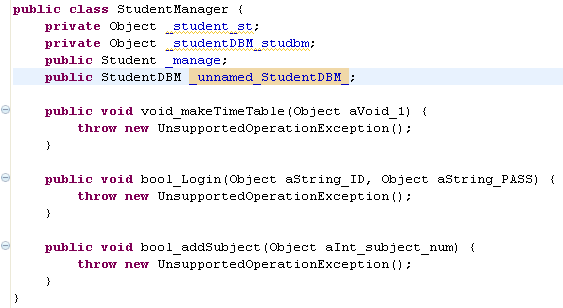 public class StudentManager {
    private Object _student_st;
    private Object _studentDBM_studbm;
    public Student _manage;
    public StudentDBM _unnamed_StudentDBM_;
    public void void_makeTimeTable(Object aVoid_1) {
        throw new UnsupportedOperationException();
    }
    public void bool_Login(Object aString_ID, Object aString_PASS) {
        throw new UnsupportedOperationException();
    }
    public void bool_addSubject(Object aInt_subject_num) {
        throw new UnsupportedOperationException();
    }
}